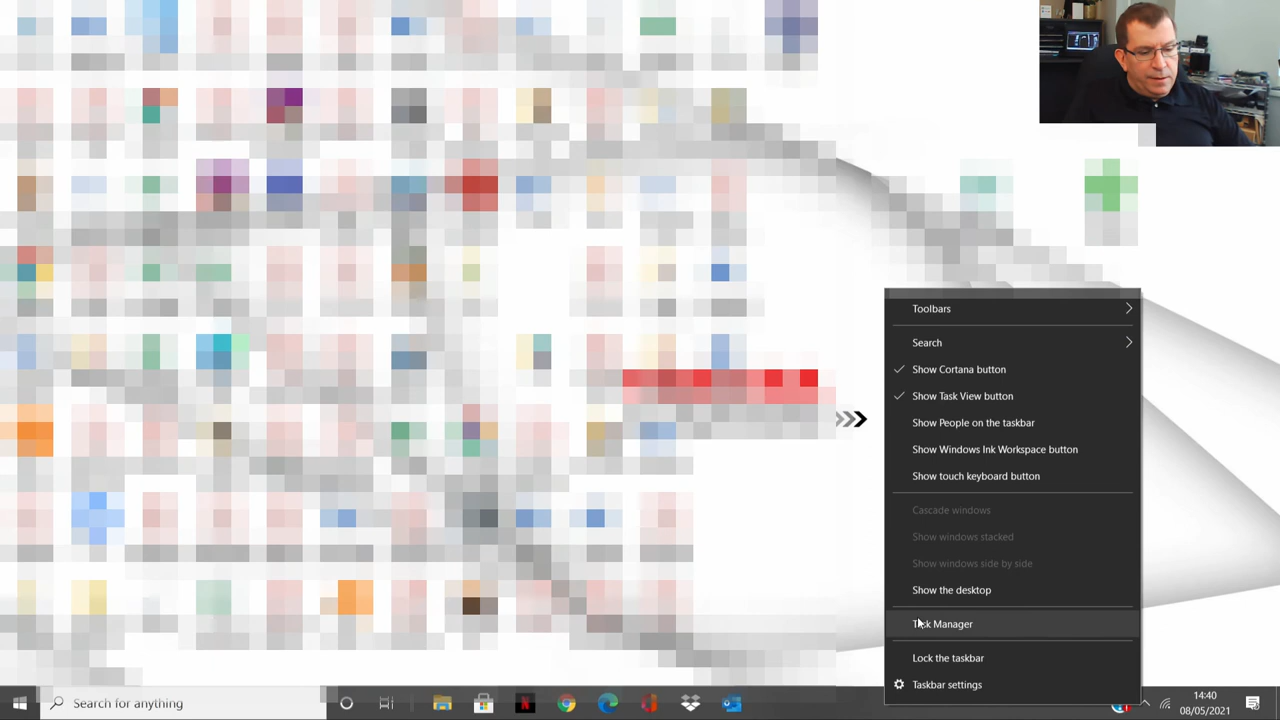 Toolbars
Search
Show Cortana button
Show Task View button
Show People on the taskbar
Show Windows Ink Workspace button
Show touch keyboard button
Cascade windows
Show windows stacked
Show windows side by side
Show the desktop
Task Manager
Lock the taskbar
Taskbar settings
Search for anything
14:40
08/05/2021